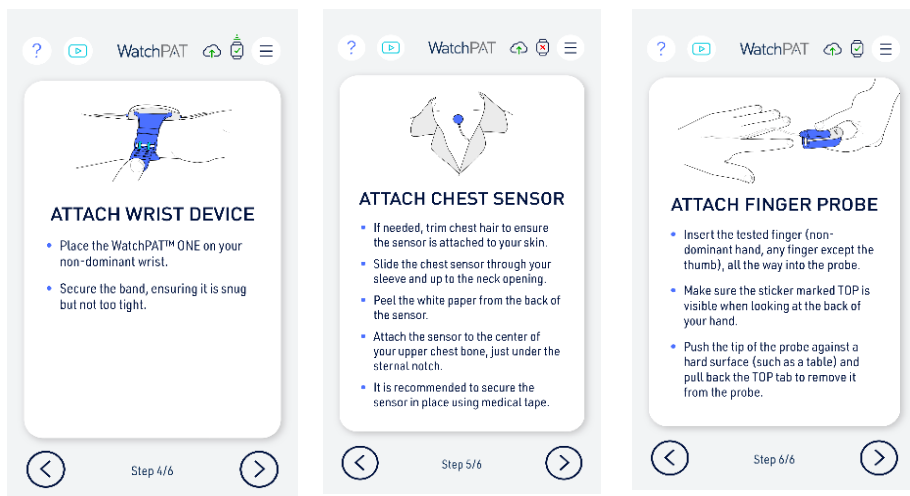 ?
WatchPAT
ATTACH WRIST DEVICE
• Place the WatchPAT™ ONE on your
non-dominant wrist.
• Secure the band, ensuring it is snug
but not too tight.
Step 4/6
?
WatchPAT
ATTACH CHEST SENSOR
• If needed, trim chest hair to ensure
the sensor is attached to your skin.
• Slide the chest sensor through your
sleeve and up to the neck opening.
• Peel the white paper from the back of
the sensor.
• Attach the sensor to the center of
your upper chest bone, just under the
sternal notch.
• It is recommended to secure the
sensor in place using medical tape.
Step 5/6
?
WatchPAT
ATTACH FINGER PROBE
• Insert the tested finger (non-
dominant hand, any finger except the
thumb), all the way into the probe.
• Make sure the sticker marked TOP is
visible when looking at the back of
your hand.
• Push the tip of the probe against a
hard surface (such as a table) and
pull back the TOP tab to remove it
from the probe.
Step 6/6